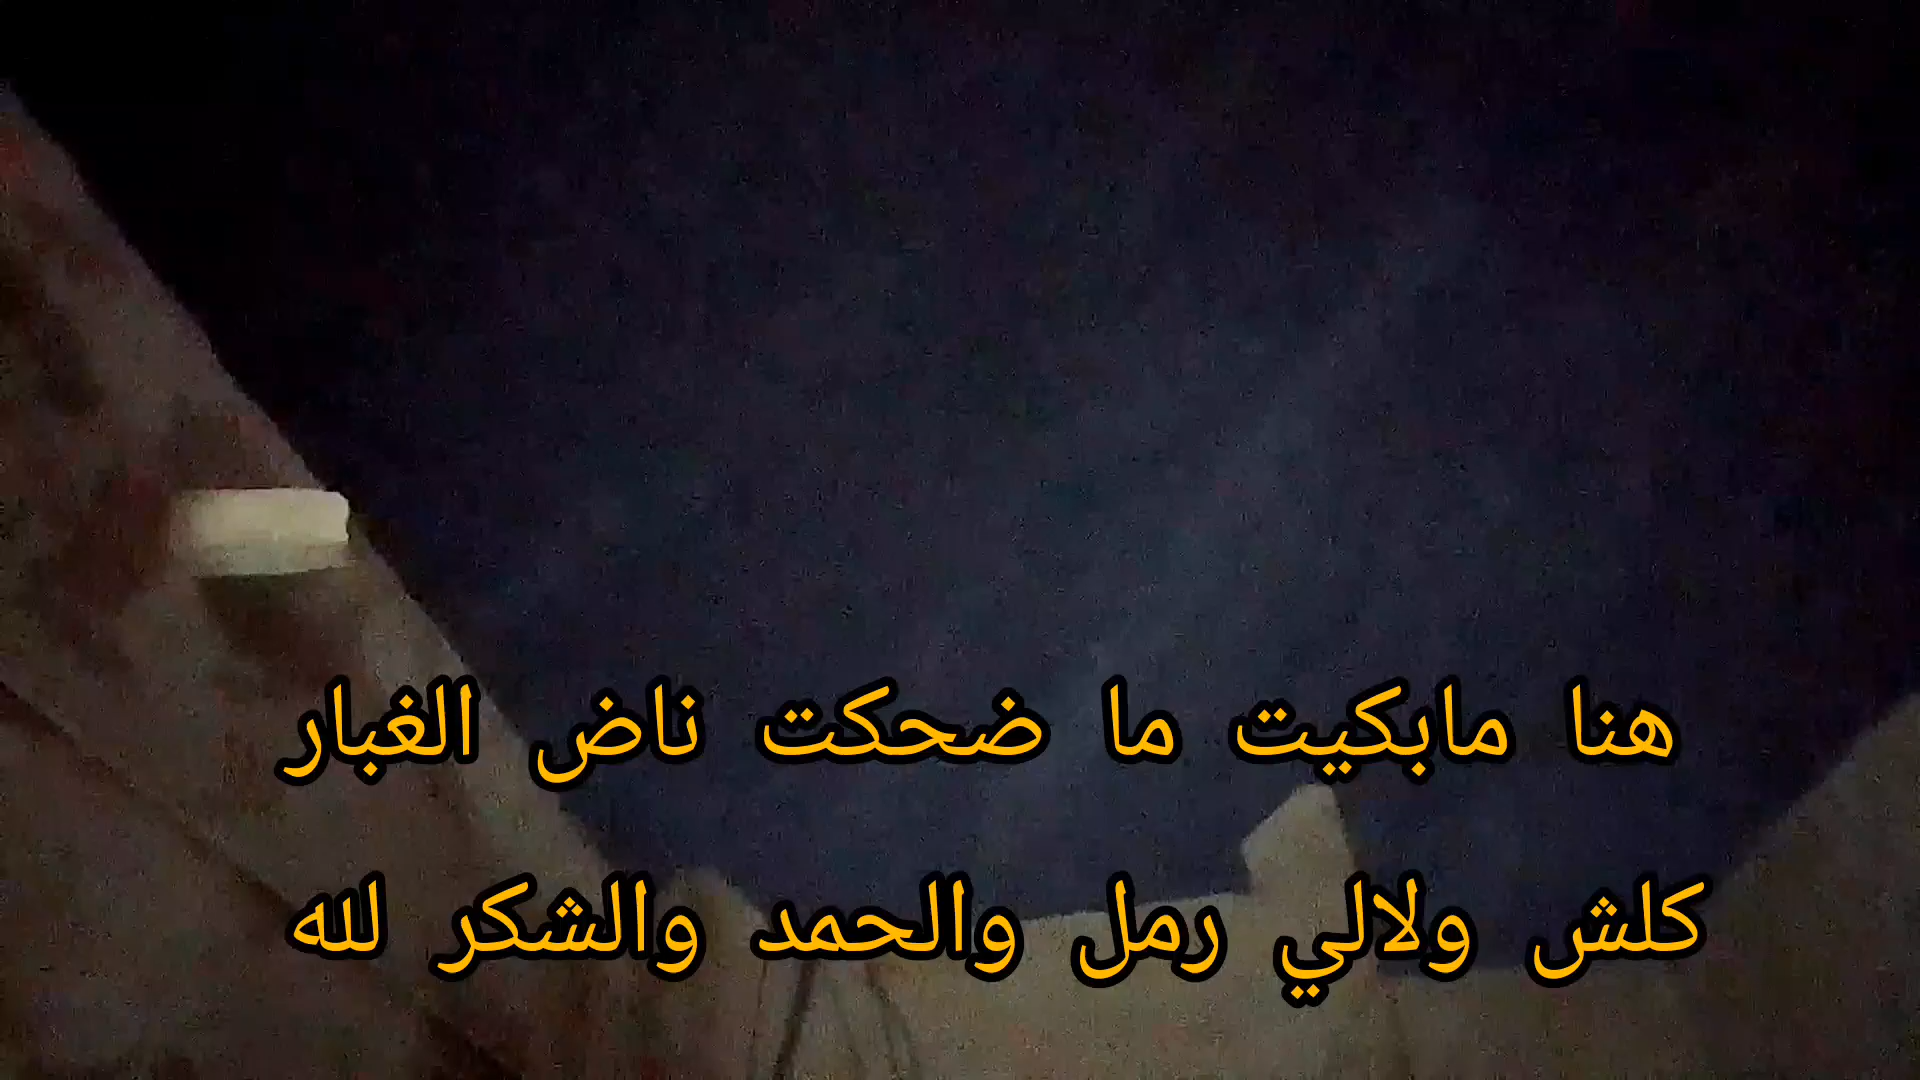 هنا مابكيت ما ضحكت ناض الغبار
كلش ولالي رمل والحمد والشكر لله